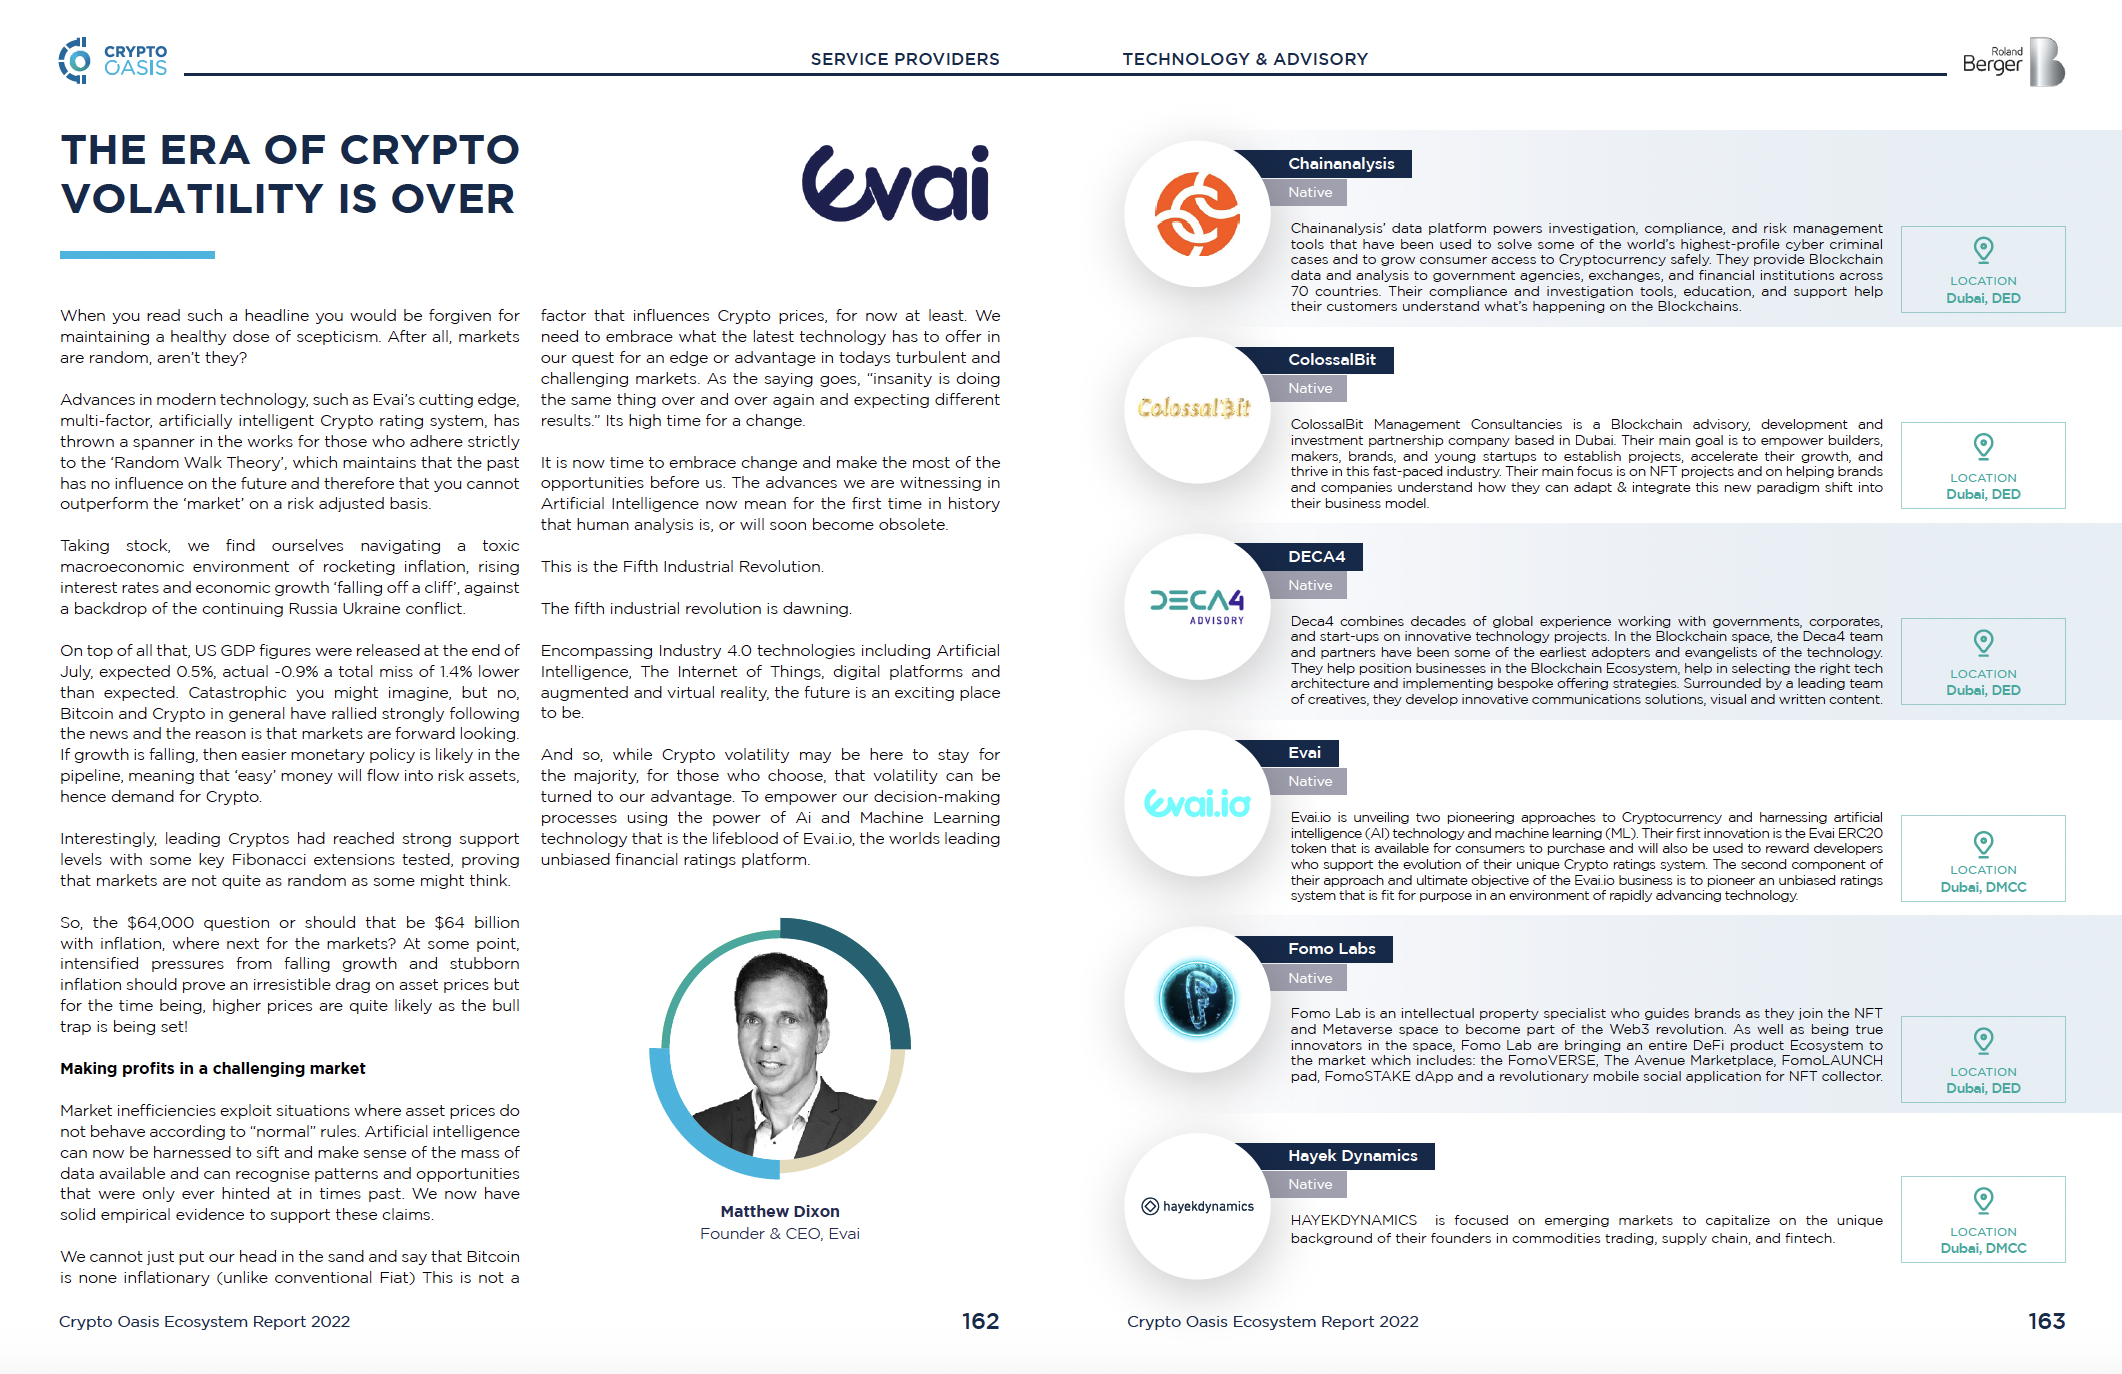 CRYPTO
OASIS
SERVICE PROVIDERS
THE ERA OF CRYPTO
VOLATILITY IS OVER
evai
When you read such a headline you would be forgiven for
maintaining a healthy dose of scepticism. After all, markets
are random, aren't they?
Advances in modern technology, such as Evai's cutting edge,
multi-factor, artificially intelligent Crypto rating system, has
thrown a spanner in the works for those who adhere strictly
to the 'Random Walk Theory', which maintains that the past
has no influence on the future and therefore that you cannot
outperform the 'market' on a risk adjusted basis.
Taking stock, we find ourselves navigating a toxic
macroeconomic environment of rocketing inflation, rising
interest rates and economic growth 'falling off a cliff', against
a backdrop of the continuing Russia Ukraine conflict.
On top of all that, US GDP figures were released at the end of
July, expected 0.5%, actual -0.9% a total miss of 1.4% lower
than expected. Catastrophic you might imagine, but no,
Bitcoin and Crypto in general have rallied strongly following
the news and the reason is that markets are forward looking.
If growth is falling, then easier monetary policy is likely in the
pipeline, meaning that 'easy' money will flow into risk assets,
hence demand for Crypto.
Interestingly, leading Cryptos had reached strong support
levels with some key Fibonacci extensions tested, proving
that markets are not quite as random as some might think.
So, the $64,000 question or should that be $64 billion
with inflation, where next for the markets? At some point,
intensified pressures from falling growth and stubborn
inflation should prove an irresistible drag on asset prices but
for the time being, higher prices are quite likely as the bull
trap is being set!
Making profits in a challenging market
Market inefficiencies exploit situations where asset prices do
not behave according to "normal" rules. Artificial intelligence
can now be harnessed to sift and make sense of the mass of
data available and can recognise patterns and opportunities
that were only ever hinted at in times past. We now have
solid empirical evidence to support these claims.
We cannot just put our head in the sand and say that Bitcoin
is none inflationary (unlike conventional Fiat) This is not a
factor that influences Crypto prices, for now at least. We
need to embrace what the latest technology has to offer in
our quest for an edge or advantage in todays turbulent and
challenging markets. As the saying goes, "insanity is doing
the same thing over and over again and expecting different
results." Its high time for a change.
It is now time to embrace change and make the most of the
opportunities before us. The advances we are witnessing in
Artificial Intelligence now mean for the first time in history
that human analysis is, or will soon become obsolete.
This is the Fifth Industrial Revolution.
The fifth industrial revolution is dawning.
Encompassing Industry 4.0 technologies including Artificial
Intelligence, The Internet of Things, digital platforms and
augmented and virtual reality, the future is an exciting place
to be.
And so, while Crypto volatility may be here to stay for
the majority, for those who choose, that volatility can be
turned to our advantage. To empower our decision-making
processes using the power of Ai and Machine Learning
technology that is the lifeblood of Evai.io, the worlds leading
unbiased financial ratings platform.
Matthew Dixon
Founder & CEO, Evai
Crypto Oasis Ecosystem Report 2022
162
TECHNOLOGY & ADVISORY
Roland
Berger
B
Chainanalysis
Native
Chainanalysis' data platform powers investigation, compliance, and risk management
tools that have been used to solve some of the world's highest-profile cyber criminal
cases and to grow consumer access to Cryptocurrency safely. They provide Blockchain
data and analysis to government agencies, exchanges, and financial institutions across
70 countries. Their compliance and investigation tools, education, and support help
their customers understand what's happening on the Blockchains.
LOCATION
Dubai, DED
ColossalBit
ColossalBit
Native
ColossalBit Management Consultancies is a Blockchain advisory, development and
investment partnership company based in Dubai. Their main goal is to empower builders,
makers, brands, and young startups to establish projects, accelerate their growth, and
thrive in this fast-paced industry. Their main focus is on NFT projects and on helping brands
and companies understand how they can adapt & integrate this new paradigm shift into
their business model.
LOCATION
Dubai, DED
DECA4
ADVISORY
DECA4
Native
Deca4 combines decades of global experience working with governments, corporates,
and start-ups on innovative technology projects. In the Blockchain space, the Deca4 team
and partners have been some of the earliest adopters and evangelists of the technology.
They help position businesses in the Blockchain Ecosystem, help in selecting the right tech
architecture and implementing bespoke offering strategies. Surrounded by a leading team
of creatives, they develop innovative communications solutions, visual and written content.
LOCATION
Dubai, DED
evai.io
Evai
Native
Evai.io is unveiling two pioneering approaches to Cryptocurrency and harnessing artificial
intelligence (AI) technology and machine learning (ML). Their first innovation is the Evai ERC20
token that is available for consumers to purchase and will also be used to reward developers
who support the evolution of their unique Crypto ratings system. The second component of
their approach and ultimate objective of the Evai.io business is to pioneer an unbiased ratings
system that is fit for purpose in an environment of rapidly advancing technology.
LOCATION
Dubai, DMCC
Fomo Labs
Native
Fomo Lab is an intellectual property specialist who guides brands as they join the NFT
and Metaverse space to become part of the Web3 revolution. As well as being true
innovators in the space, Fomo Lab are bringing an entire DeFi product Ecosystem to
the market which includes: the FomoVERSE, The Avenue Marketplace, FomoLAUNCH
pad, FomoSTAKE dApp and a revolutionary mobile social application for NFT collector.
LOCATION
Dubai, DED
hayekdynamics
Hayek Dynamics
Native
HAYEKDYNAMICS is focused on emerging markets to capitalize on the unique
background of their founders in commodities trading, supply chain, and fintech.
LOCATION
Dubai, DMCC
Crypto Oasis Ecosystem Report 2022
163